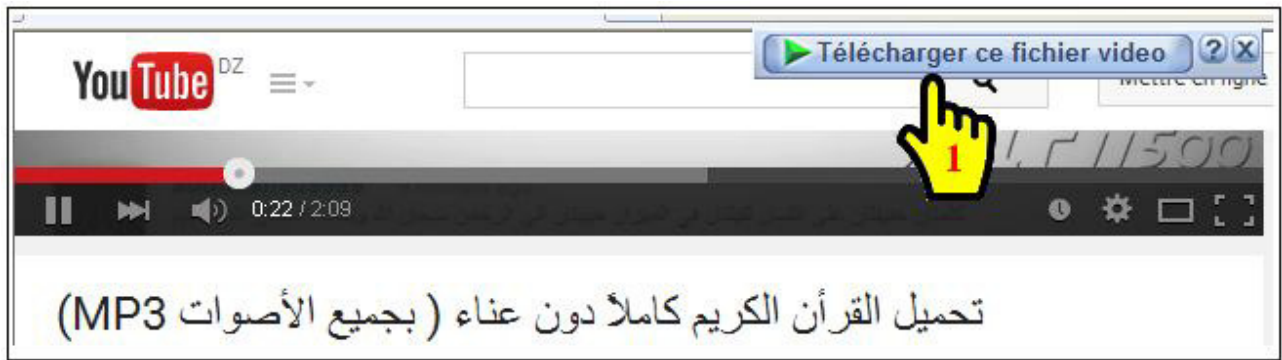 Télécharger ce fichier video ? X
YouTube DZ
Mettre en ligne
1
0:22 / 2:09
تحميل القرأن الكريم كاملاً دون عناء ( بجميع الأصوات MP3)